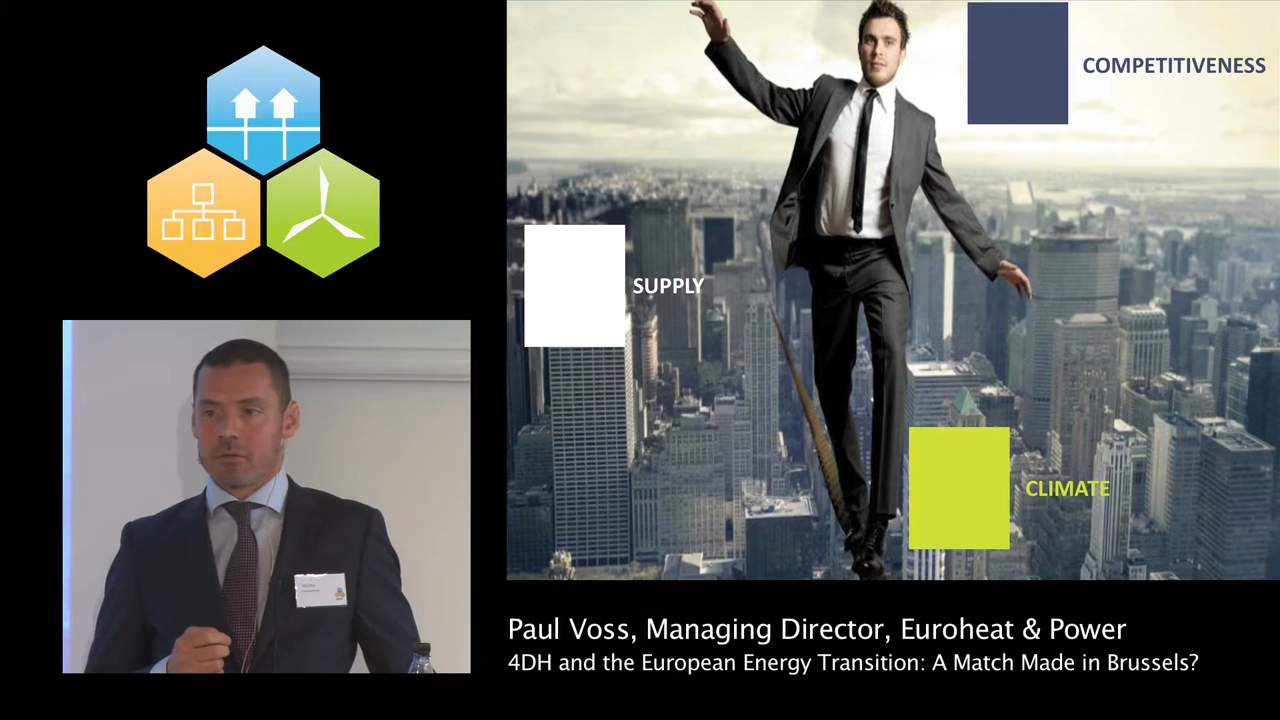 COMPETITIVENESS
SUPPLY
CLIMATE
Paul Voss, Managing Director, Euroheat & Power
4DH and the European Energy Transition: A Match Made in Brussels?